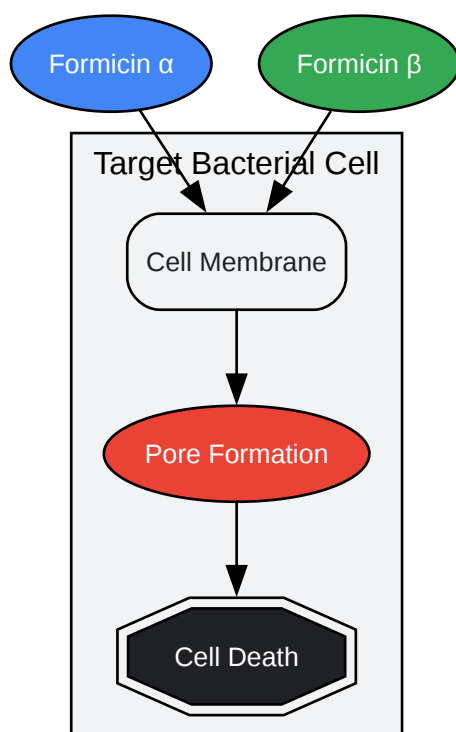 Formicin α
Formicin β
Target Bacterial Cell
Cell Membrane
Pore Formation
Cell Death